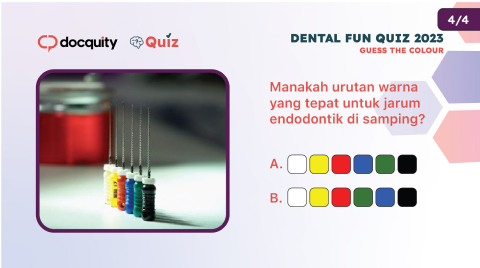 4/4
docquity
Quiz
DENTAL FUN QUIZ 2023
GUESS THE COLOUR
Manakah urutan warna
yang tepat untuk jarum
endodontik di samping?
A.
B.